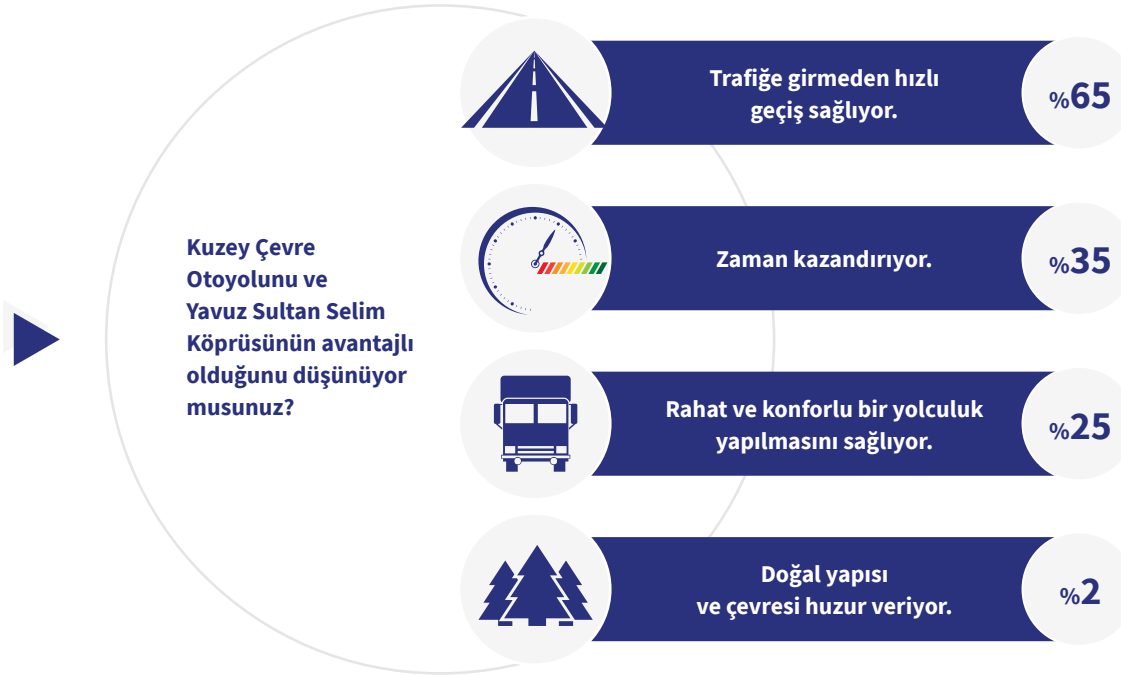 Kuzey Çevre
Otoyolunu ve
Yavuz Sultan Selim
Köprüsünün avantajlı
olduğunu düşünüyor
musunuz?
Trafiğe girmeden hızlı
geçiş sağlıyor.
%65
Zaman kazandırıyor.
%35
Rahat ve konforlu bir yolculuk
yapılmasını sağlıyor.
%25
Doğal yapısı
ve çevresi huzur veriyor.
%2